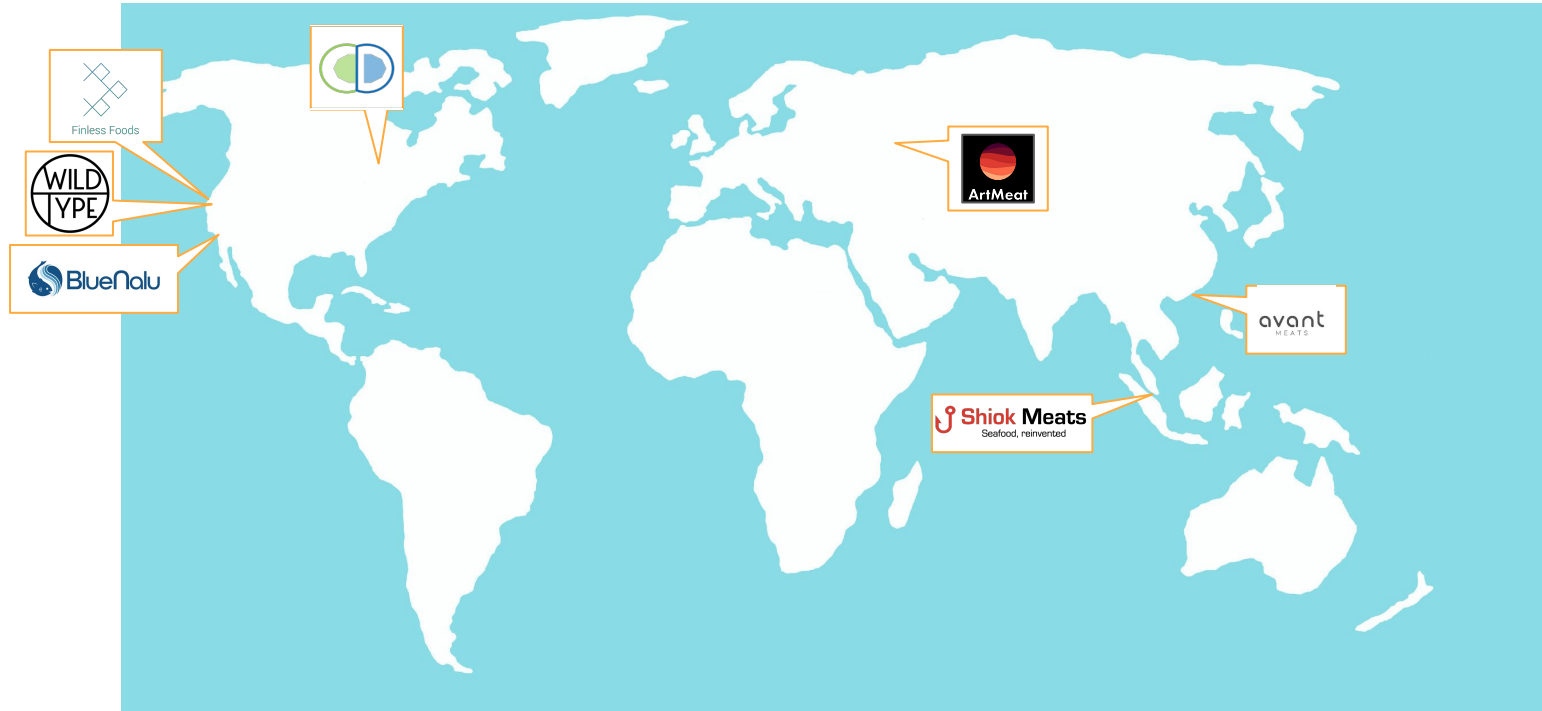 Finless Foods
WILD
TYPE
BlueNalu
ArtMeat
avant
MEATS
Shiok Meats
Seafood, reinvented